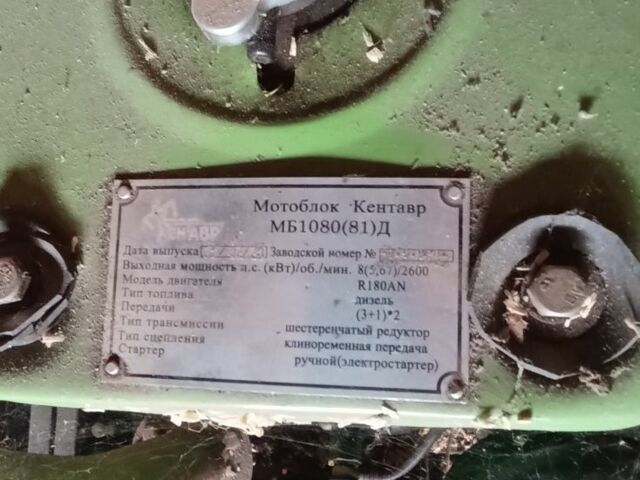 КЕНТАВР
Мотоблок Кентавр
МБ1080(81)Д
Дата выпуска Заводской номер №
Выходная мощность л.с.(кВт)/об./мин. 8(5,67)/2600
Модель двигателя R180AN
Тип топлива дизель
Передачи (3+1)*2
Тип трансмиссии шестеренчатый редуктор
Тип сцепления клиноременная передача
Стартер ручной(электростартер)